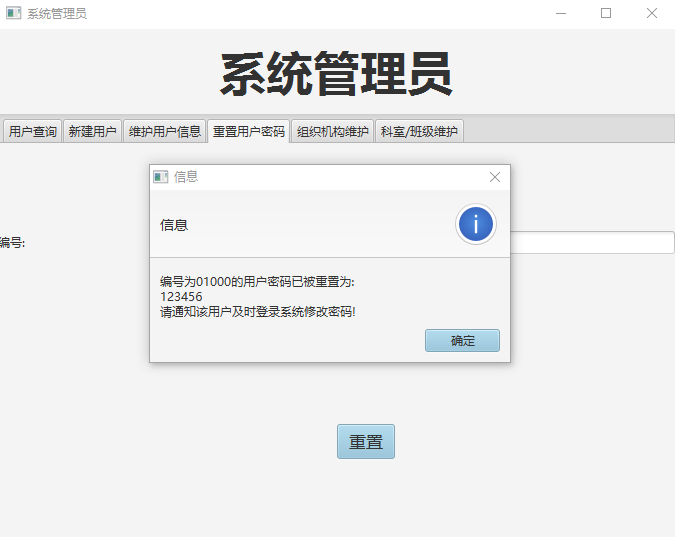 系统管理员
系统管理员
用户查询 新建用户 维护用户信息 重置用户密码 组织机构维护 科室/班级维护
信息
信息
编号:
编号为01000的用户密码已被重置为:
123456
请通知该用户及时登录系统修改密码!
确定
重置